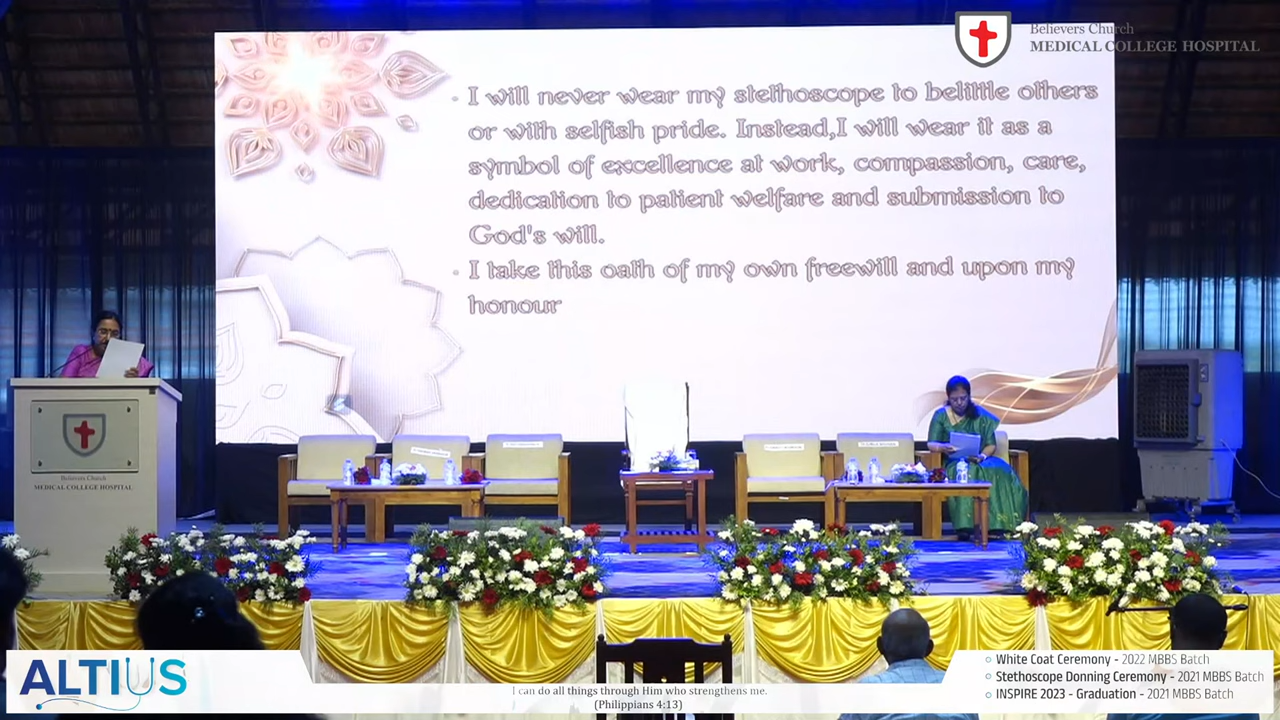 Believers Church
MEDICAL COLLEGE HOSPITAL
• I will never wear my stethoscope to belittle others
or with selfish pride. Instead,I will wear it as a
symbol of excellence at work, compassion, care,
dedication to patient welfare and submission to
God's will.
• I take this oath of my own freewill and upon my
honour
Believers Church
MEDICAL COLLEGE HOSPITAL
ALTIUS
I can do all things through Him who strengthens me.
(Philippians 4:13)
White Coat Ceremony - 2022 MBBS Batch
Stethoscope Donning Ceremony - 2021 MBBS Batch
INSPIRE 2023 - Graduation - 2021 MBBS Batch